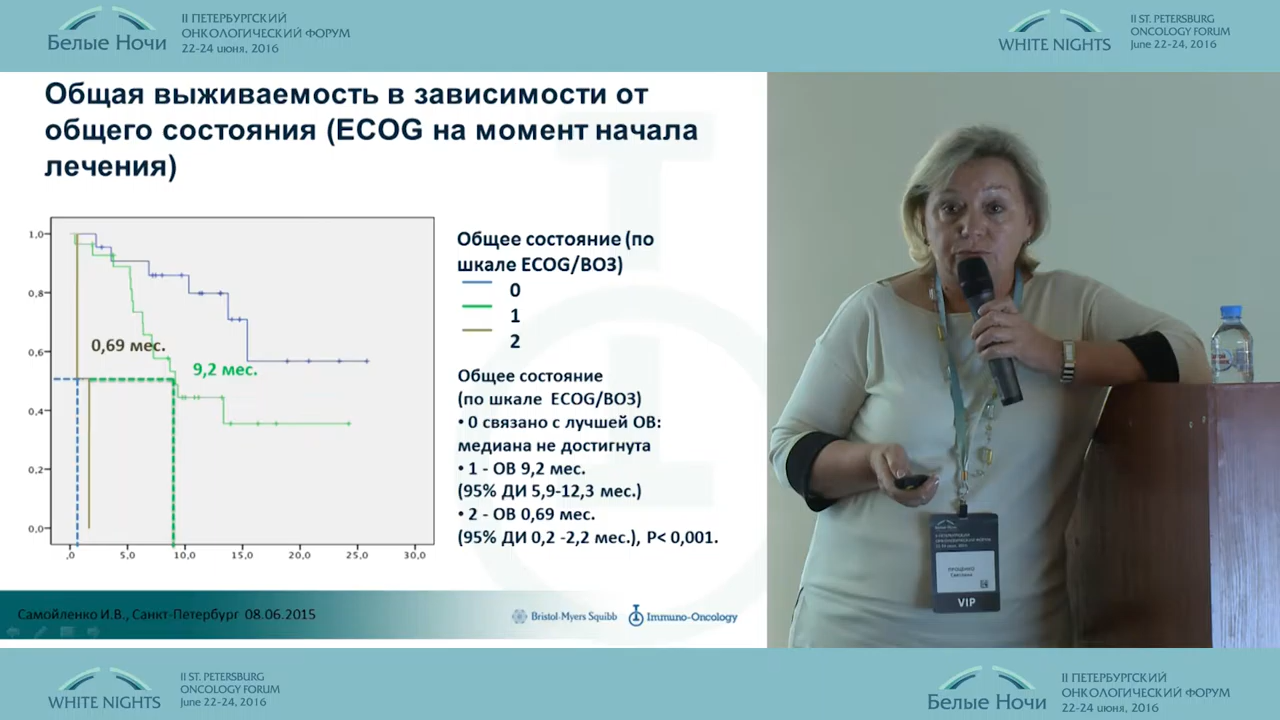 Белые Ночи
II ПЕТЕРБУРГСКИЙ
ОНКОЛОГИЧЕСКИЙ ФОРУМ
22-24 июня, 2016
WHITE NIGHTS
II ST. PETERSBURG
ONCOLOGY FORUM
June 22-24, 2016
Общая выживаемость в зависимости от
общего состояния (ECOG на момент начала
лечения)
1,0
0,8
0,6
0,4
0,2
0,0
0,69 мес.
9,2 мес.
,0
5,0
10,0
15,0
20,0
25,0
30,0
Общее состояние (по
шкале ECOG/ВОЗ)
0
1
2
Общее состояние
(по шкале ECOG/ВОЗ)
• 0 связано с лучшей ОВ:
медиана не достигнута
• 1 - ОВ 9,2 мес.
(95% ДИ 5,9-12,3 мес.)
• 2 - ОВ 0,69 мес.
(95% ДИ 0,2 -2,2 мес.), P< 0,001.
Самойленко И.В., Санкт-Петербург 08.06.2015
Bristol-Myers Squibb
Immuno-Oncology
Белые Ночи
ПРОЦЕНКО
Светлана
VIP
WHITE NIGHTS
II ST. PETERSBURG
ONCOLOGY FORUM
June 22-24, 2016
Белые Ночи
II ПЕТЕРБУРГСКИЙ
ОНКОЛОГИЧЕСКИЙ ФОРУМ
22-24 июня, 2016